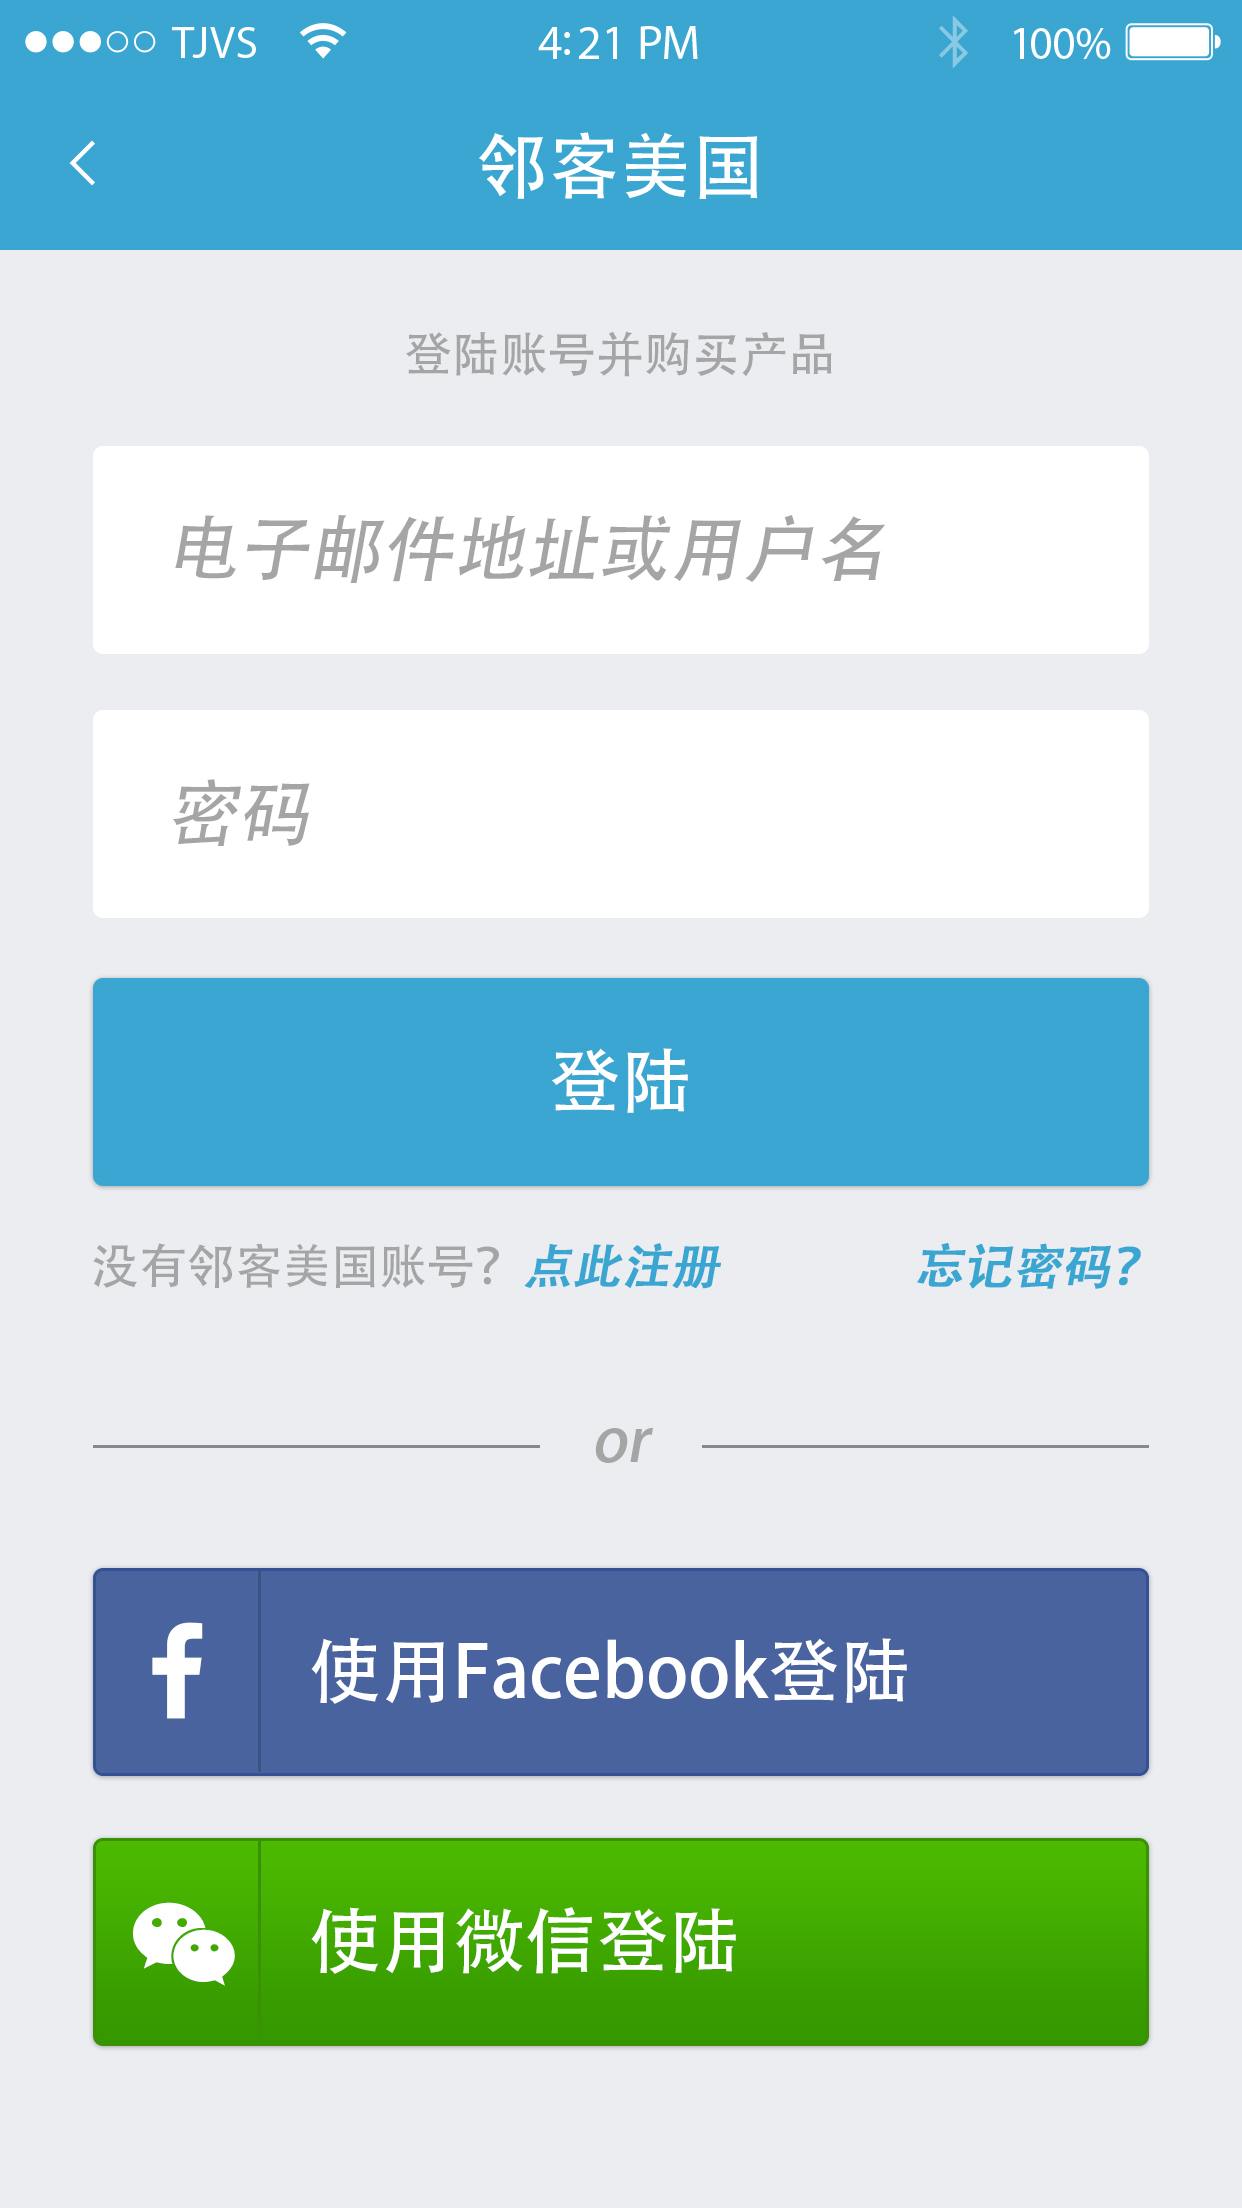 TJVS 4:21 PM 100%
邻客美国
登陆账号并购买产品
电子邮件地址或用户名
密码
登陆
没有邻客美国账号？ 点此注册 忘记密码？
or
使用Facebook登陆
使用微信登陆